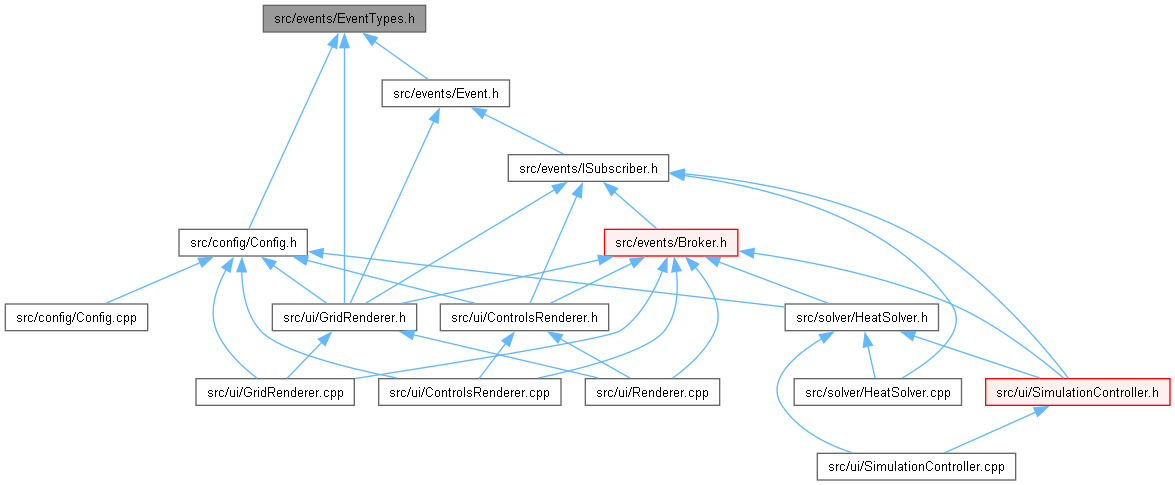 src/events/EventTypes.h
src/events/Event.h
src/events/ISubscriber.h
src/config/Config.h
src/events/Broker.h
src/config/Config.cpp
src/ui/GridRenderer.h
src/ui/ControlsRenderer.h
src/solver/HeatSolver.h
src/ui/GridRenderer.cpp
src/ui/ControlsRenderer.cpp
src/ui/Renderer.cpp
src/solver/HeatSolver.cpp
src/ui/SimulationController.h
src/ui/SimulationController.cpp